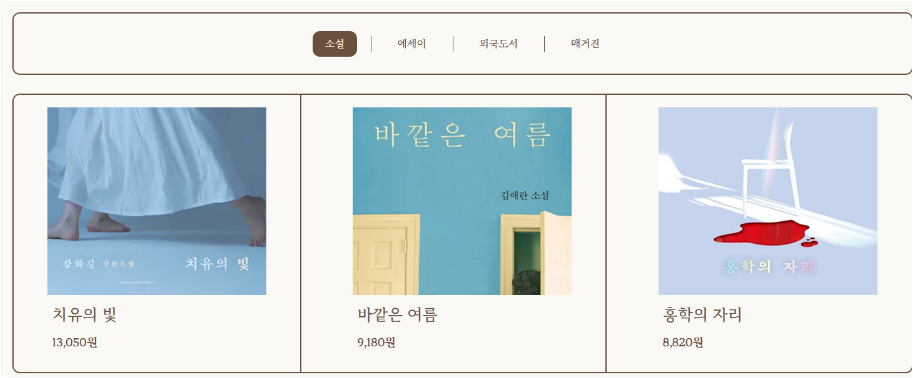 소설
에세이
외국도서
매거진
강화길 장편소설
치유의 빛
바깥은 여름
김애란 소설
홍학의 자리
치유의 빛
13,050원
바깥은 여름
9,180원
홍학의 자리
8,820원